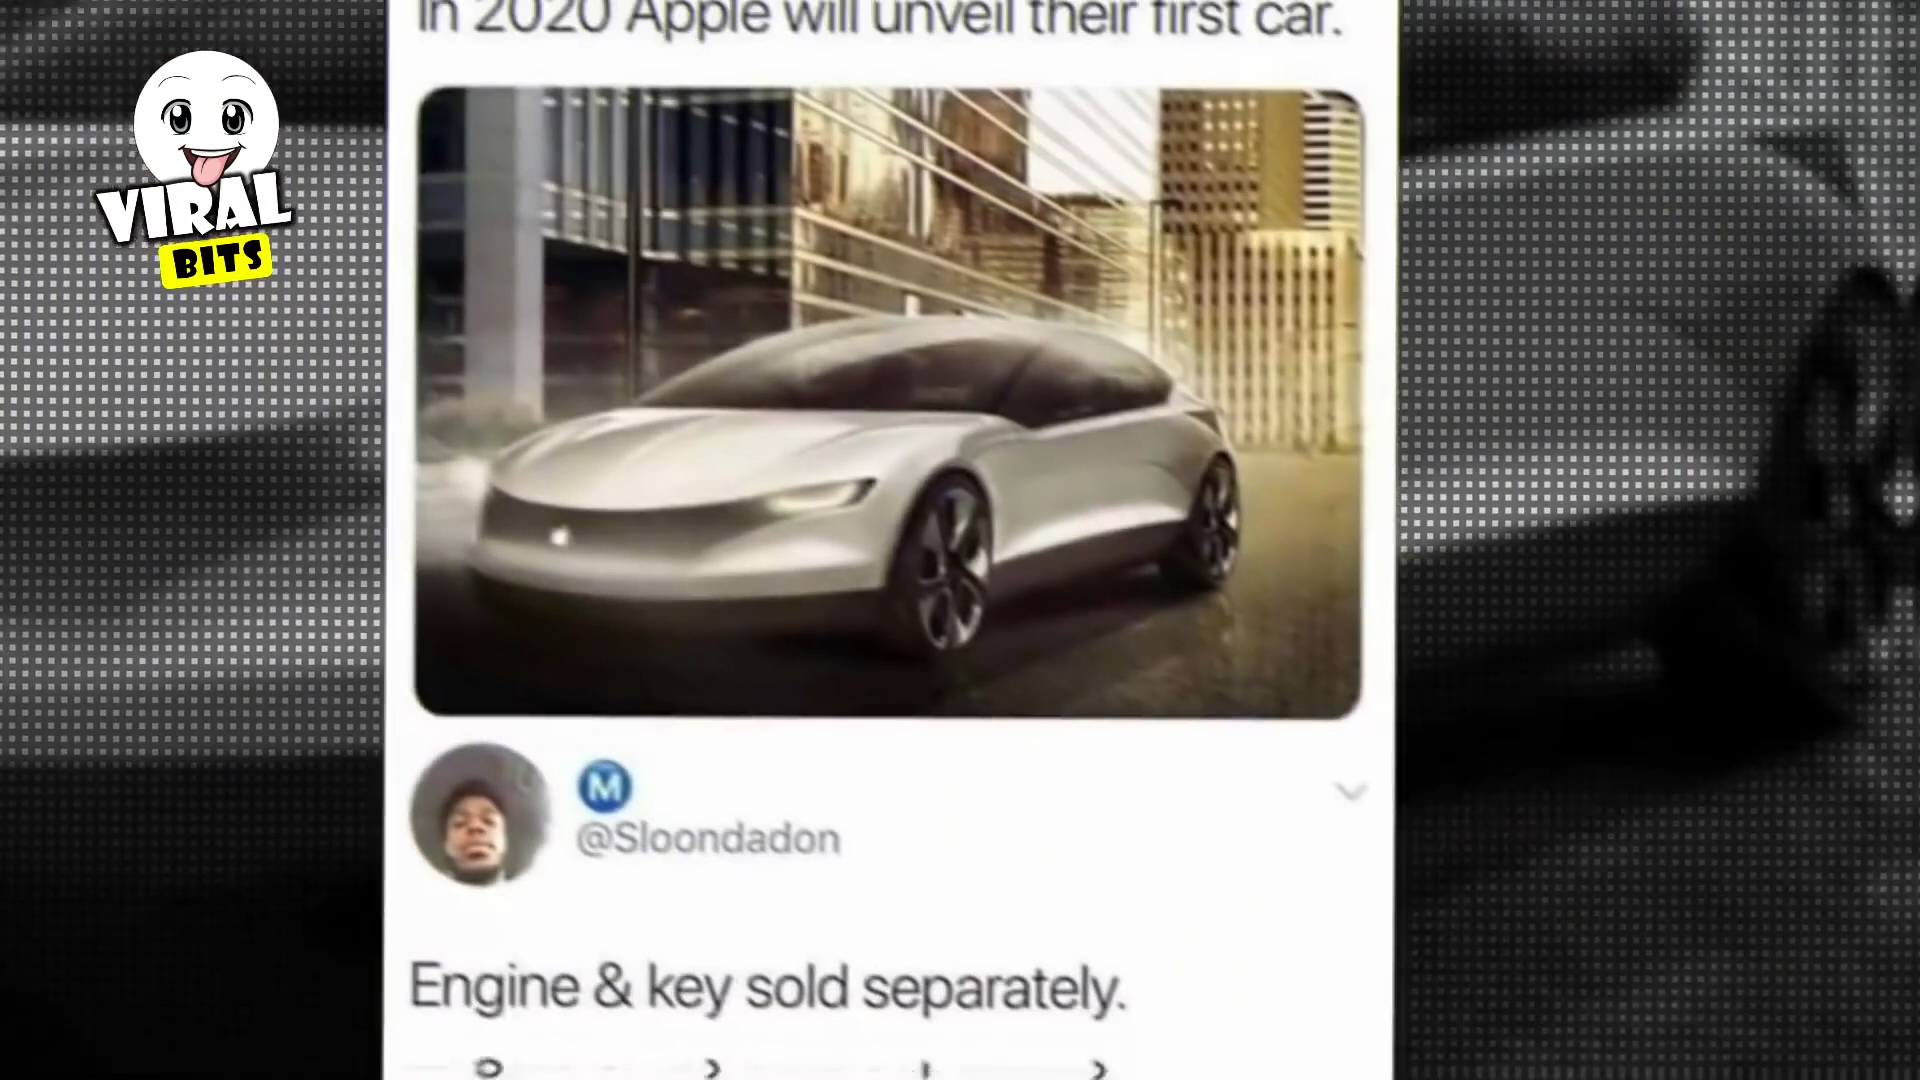 In 2020 Apple will unveil their first car.
VIRAL
BITS
M
@Sloondadon
Engine & key sold separately.